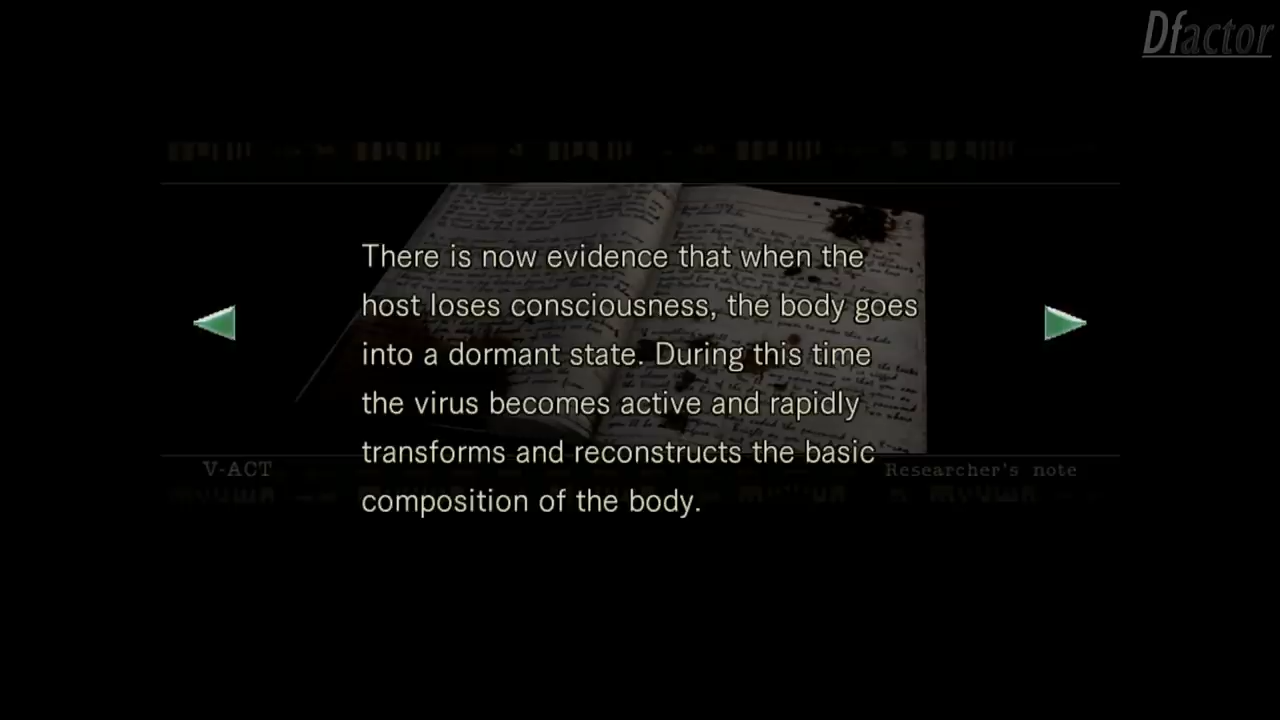 Dfactor
There is now evidence that when the
host loses consciousness, the body goes
into a dormant state. During this time
the virus becomes active and rapidly
transforms and reconstructs the basic
composition of the body.
V-ACT
Researcher's note